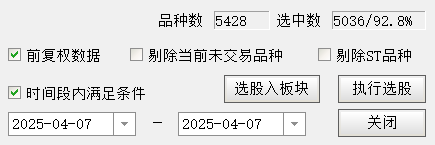 品种数 5428 选中数 5036/92.8%
前复权数据 剔除当前未交易品种 剔除ST品种
选股入板块 执行选股
时间段内满足条件
2025-04-07 － 2025-04-07 关闭